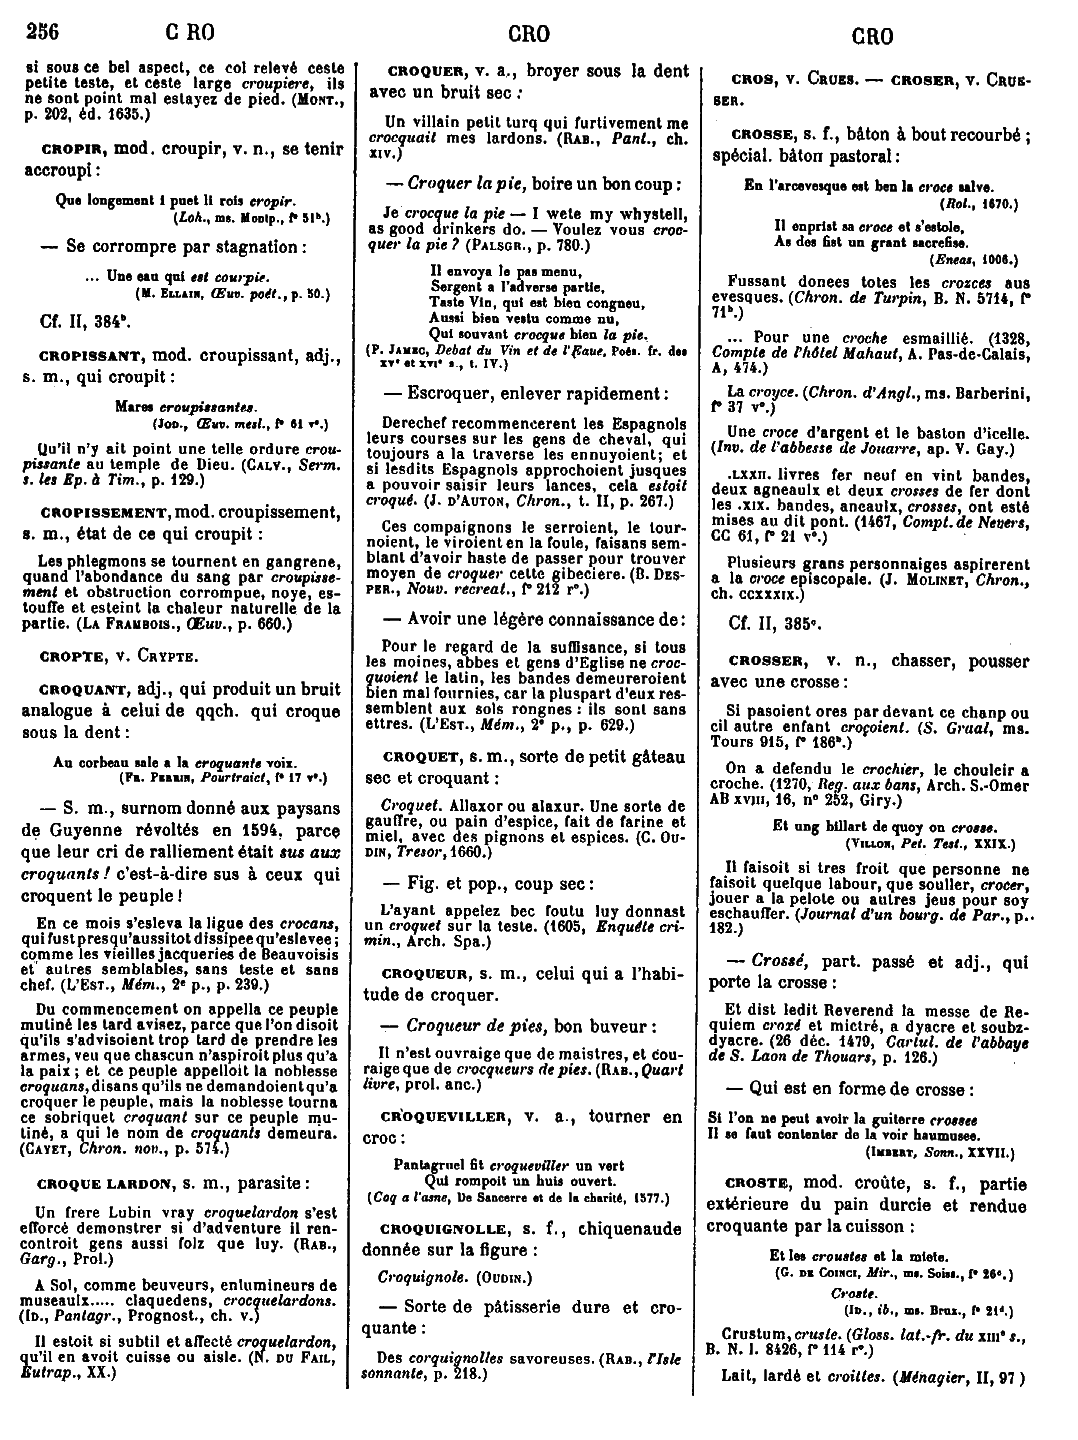 256 C RO CRO CRO
si sous ce bel aspect, ce col relevé ceste
petite teste, et ceste large croupiere, ils
ne sont point mal estayez de pied. (MONT.,
p. 202, éd. 1635.)
CROPIR, mod. croupir, v. n., se tenir
accroupi :
Que longement i puet li rois cropir.
(Loh., ms. Montp., f° 51ᵇ.)
— Se corrompre par stagnation :
... Une eau qui est courpie.
(M. ELLAIN, Œuv. poét., p. 50.)
Cf. II, 384ᵇ.
CROPISSANT, mod. croupissant, adj.,
s. m., qui croupit :
Mares croupissantes.
(JOD., Œuv. mesl., f° 61 v°.)
Qu'il n'y ait point une telle ordure crou-
pissante au temple de Dieu. (CALV., Serm.
s. les Ep. à Tim., p. 129.)
CROPISSEMENT, mod. croupissement,
s. m., état de ce qui croupit :
Les phlegmons se tournent en gangrene,
quand l'abondance du sang par croupisse-
ment et obstruction corrompue, noye, es-
touffe et esteint la chaleur naturelle de la
partie. (LA FRAMBOIS., Œuv., p. 660.)
CROPTE, v. CRYPTE.
CROQUANT, adj., qui produit un bruit
analogue à celui de qqch. qui croque
sous la dent :
Au corbeau sale a la croquante voix.
(FR. PERRIN, Pourtraict, f° 17 v°.)
— S. m., surnom donné aux paysans
de Guyenne révoltés en 1594, parce
que leur cri de ralliement était sus aux
croquants ! c'est-à-dire sus à ceux qui
croquent le peuple !
En ce mois s'esleva la ligue des crocans,
qui fust presqu'aussitot dissipee qu'eslevee ;
comme les vieilles jacqueries de Beauvoisis
et autres semblables, sans teste et sans
chef. (L'EST., Mém., 2ᵉ p., p. 239.)
Du commencement on appella ce peuple
mutiné les tard avisez, parce que l'on disoit
qu'ils s'advisoient trop tard de prendre les
armes, veu que chascun n'aspiroit plus qu'a
la paix ; et ce peuple appelloit la noblesse
croquans, disans qu'ils ne demandoient qu'a
croquer le peuple, mais la noblesse tourna
ce sobriquet croquant sur ce peuple mu-
tiné, a qui le nom de croquants demeura.
(CAYET, Chron. nov., p. 574.)
CROQUE LARDON, s. m., parasite :
Un frere Lubin vray croquelardon s'est
efforcé demonstrer si d'adventure il ren-
controit gens aussi folz que luy. (RAB.,
Garg., Prol.)
A Sol, comme beuveurs, enlumineurs de
museaulx..... claquedens, crocquelardons.
(ID., Pantagr., Prognost., ch. v.)
Il estoit si subtil et affecté croquelardon,
qu'il en avoit cuisse ou aisle. (N. DU FAIL,
Eutrap., XX.)
CROQUER, v. a., broyer sous la dent
avec un bruit sec :
Un villain petit turq qui furtivement me
crocquait mes lardons. (RAB., Pant., ch.
XIV.)
— Croquer la pie, boire un bon coup :
Je crocque la pie — I wete my whystell,
as good drinkers do. — Voulez vous croc-
quer la pie ? (PALSGR., p. 780.)
Il envoya le pas menu,
Sergent a l'adverse partie,
Taste Vin, qui est bien congneu,
Aussi bien vestu comme nu,
Qui souvant crocque bien la pie.
(P. JAMEC, Debat du Vin et de l'Eaue, Poés. fr. des
XVᵉ et XVIᵉ s., t. IV.)
— Escroquer, enlever rapidement :
Derechef recommencerent les Espagnols
leurs courses sur les gens de cheval, qui
toujours a la traverse les ennuyoient; et
si lesdits Espagnols approchoient jusques
a pouvoir saisir leurs lances, cela estoit
croqué. (J. D'AUTON, Chron., t. II, p. 267.)
Ces compaignons le serroient, le tour-
noient, le viroient en la foule, faisans sem-
blant d'avoir haste de passer pour trouver
moyen de croquer cette gibeciere. (B. DES-
PER., Nouv. recreat., f° 212 r°.)
— Avoir une légère connaissance de :
Pour le regard de la suffisance, si tous
les moines, abbes et gens d'Eglise ne croc-
quoient le latin, les bandes demeureroient
bien mal fournies, car la pluspart d'eux res-
semblent aux sols rongnes : ils sont sans
ettres. (L'EST., Mém., 2ᵉ p., p. 629.)
CROQUET, s. m., sorte de petit gâteau
sec et croquant :
Croquet. Allaxor ou alaxur. Une sorte de
gauffre, ou pain d'espice, fait de farine et
miel, avec des pignons et espices. (C. OU-
DIN, Tresor, 1660.)
— Fig. et pop., coup sec :
L'ayant appelez bec foutu luy donnast
un croquet sur la teste. (1605, Enquête cri-
min., Arch. Spa.)
CROQUEUR, s. m., celui qui a l'habi-
tude de croquer.
— Croqueur de pies, bon buveur :
Il n'est ouvraige que de maistres, et cou-
raige que de crocqueurs de pies. (RAB., Quart
livre, prol. anc.)
CROQUEVILLER, v. a., tourner en
croc :
Pantagruel fit croqueviller un vert
Qui rompoit un huis ouvert.
(Coq a l'asne, De Sancerre et de la charité, 1577.)
CROQUIGNOLLE, s. f., chiquenaude
donnée sur la figure :
Croquignole. (OUDIN.)
— Sorte de pâtisserie dure et cro-
quante :
Des corquignolles savoreuses. (RAB., l'Isle
sonnante, p. 218.)
CROS, v. CRUES. — CROSER, v. CRUE-
SER.
CROSSE, s. f., bâton à bout recourbé ;
spécial. bâton pastoral :
En l'arcevesque est ben la croce salve.
(Rol., 1670.)
Il enprist sa croce et s'estole,
As des fist un grant sacrefise.
(Eneas, 1006.)
Fussant donees totes les crozces aus
evesques. (Chron. de Turpin, B. N. 5714, f°
71ᵇ.)
... Pour une croche esmaillié. (1328,
Compte de l'hôtel Mahaut, A. Pas-de-Calais,
A, 474.)
La croyce. (Chron. d'Angl., ms. Barberini,
f° 37 v°.)
Une croce d'argent et le baston d'icelle.
(Inv. de l'abbesse de Jouarre, ap. V. Gay.)
.LXXII. livres fer neuf en vint bandes,
deux agneaulx et deux crosses de fer dont
les .XIX. bandes, ancaulx, crosses, ont esté
mises au dit pont. (1467, Compt. de Nevers,
CC 61, f° 21 v°.)
Plusieurs grans personnaiges aspirerent
a la croce episcopale. (J. MOLINET, Chron.,
ch. CCXXXIX.)
Cf. II, 385ᶜ.
CROSSER, v. n., chasser, pousser
avec une crosse :
Si pasoient ores par devant ce chanp ou
cil autre enfant croçoient. (S. Graal, ms.
Tours 915, f° 186ᵇ.)
On a defendu le crochier, le chouleir a
croche. (1270, Reg. aux bans, Arch. S.-Omer
AB XVIII, 16, n° 252, Giry.)
Et ung billart de quoy on crosse.
(VILLON, Pet. Test., XXIX.)
Il faisoit si tres froit que personne ne
faisoit quelque labour, que souller, crocer,
jouer a la pelote ou autres jeus pour soy
eschauffer. (Journal d'un bourg. de Par., p.
182.)
— Crossé, part. passé et adj., qui
porte la crosse :
Et dist ledit Reverend la messe de Re-
quiem croxé et mictré, a dyacre et soubz-
dyacre. (26 déc. 1479, Cartul. de l'abbaye
de S. Laon de Thouars, p. 126.)
— Qui est en forme de crosse :
Si l'on ne peut avoir la guiterre crossee
Il se faut contenter de la voir haumusee.
(IMBERT, Sonn., XXVII.)
CROSTE, mod. croûte, s. f., partie
extérieure du pain durcie et rendue
croquante par la cuisson :
Et les croustes et la miete.
(G. DE COINCI, Mir., ms. Soiss., f° 26ᵉ.)
Croste.
(ID., ib., ms. Brux., f° 21ᵈ.)
Crustum, cruste. (Gloss. lat.-fr. du XIIIᵉ s.,
B. N. l. 8426, f° 114 r°.)
Lait, lardé et croittes. (Ménagier, II, 97)